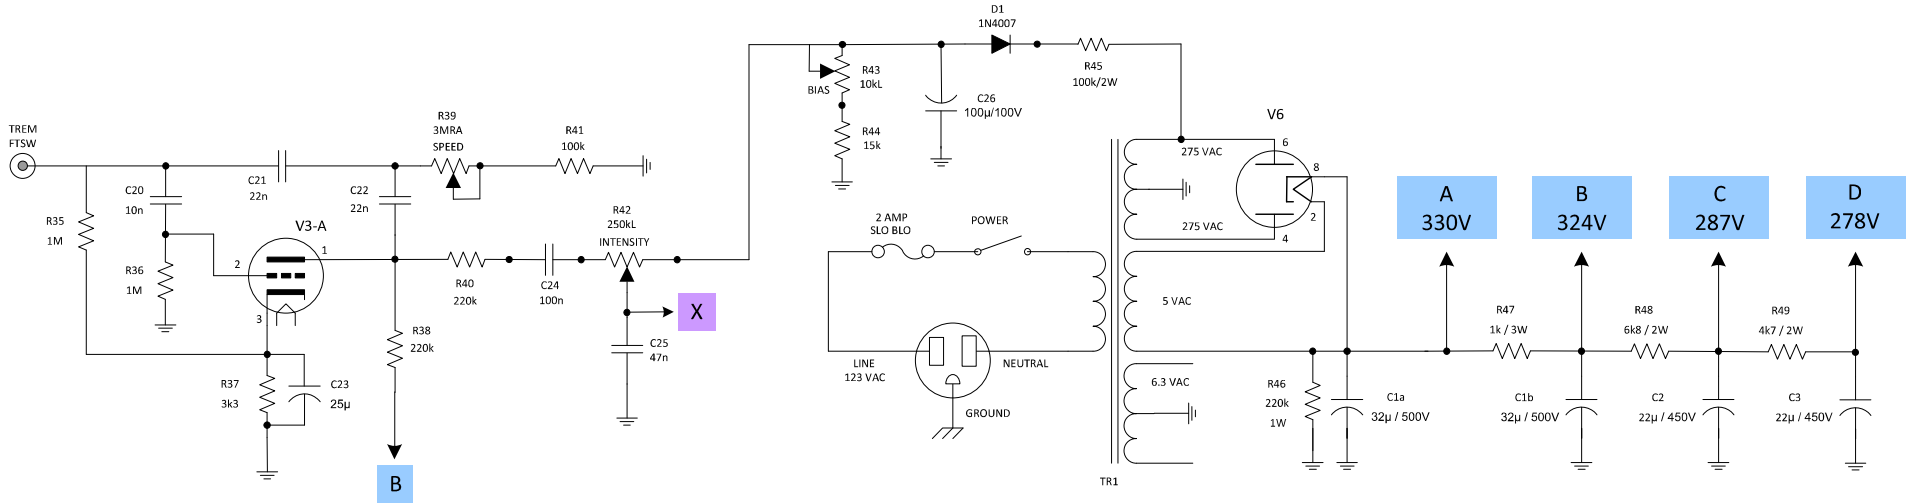 TREM
FTSW
R35
1M
C20
10n
R36
1M
C21
22n
V3-A
1
2
3
R37
3k3
C23
25µ
C22
22n
R39
3MRA
SPEED
R41
100k
R38
220k
B
R40
220k
C24
100n
R42
250kL
INTENSITY
X
C25
47n
BIAS
R43
10kL
R44
15k
C26
100µ/100V
D1
1N4007
R45
100k/2W
2 AMP
SLO BLO
POWER
LINE
123 VAC
NEUTRAL
GROUND
275 VAC
275 VAC
5 VAC
6.3 VAC
TR1
V6
6
8
2
4
R46
220k
1W
C1a
32µ / 500V
A
330V
R47
1k / 3W
B
324V
C1b
32µ / 500V
R48
6k8 / 2W
C
287V
C2
22µ / 450V
R49
4k7 / 2W
D
278V
C3
22µ / 450V